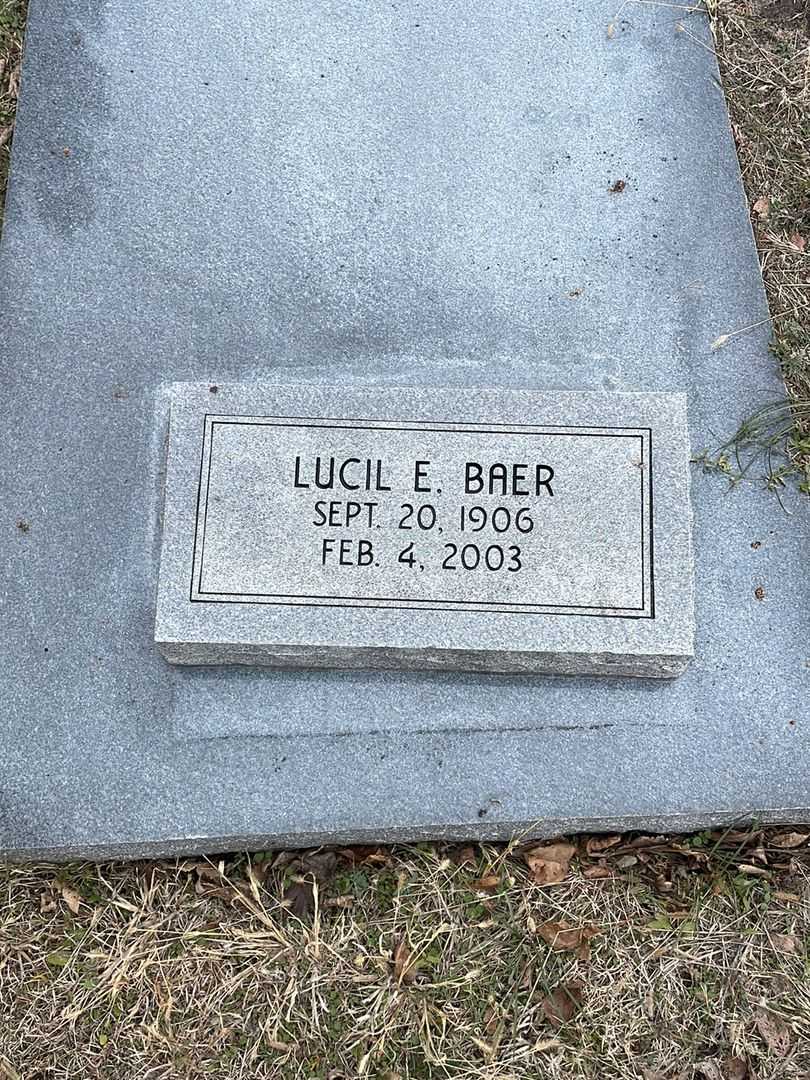 LUCIL E. BAER
SEPT. 20, 1906
FEB. 4, 2003